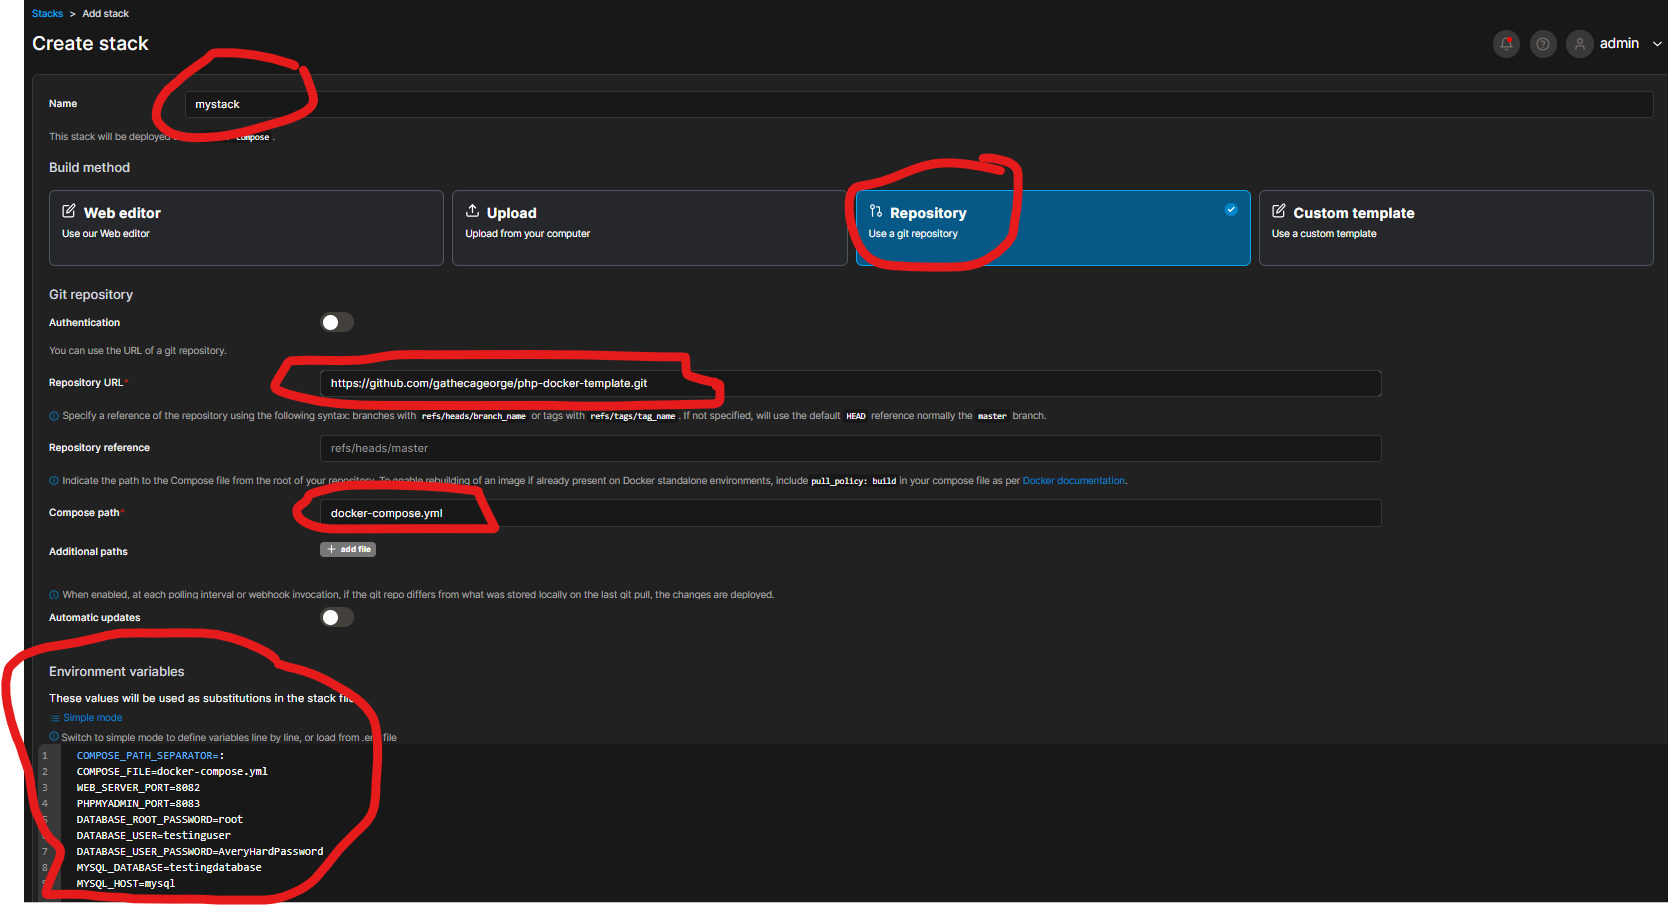 Stacks > Add stack
Create stack
admin
Name
mystack
This stack will be deployed compose .
Build method
Web editor
Use our Web editor
Upload
Upload from your computer
Repository
Use a git repository
Custom template
Use a custom template
Git repository
Authentication
You can use the URL of a git repository.
Repository URL*
https://github.com/gathecageorge/php-docker-template.git
Specify a reference of the repository using the following syntax: branches with refs/heads/branch_name or tags with refs/tags/tag_name . If not specified, will use the default HEAD reference normally the master branch.
Repository reference
refs/heads/master
Indicate the path to the Compose file from the root of your repository. To enable rebuilding of an image if already present on Docker standalone environments, include pull_policy: build in your compose file as per Docker documentation.
Compose path*
docker-compose.yml
Additional paths
+ add file
When enabled, at each polling interval or webhook invocation, if the git repo differs from what was stored locally on the last git pull, the changes are deployed.
Automatic updates
Environment variables
These values will be used as substitutions in the stack file
Simple mode
Switch to simple mode to define variables line by line, or load from .env file
1 COMPOSE_PATH_SEPARATOR=:
2 COMPOSE_FILE=docker-compose.yml
3 WEB_SERVER_PORT=8082
4 PHPMYADMIN_PORT=8083
5 DATABASE_ROOT_PASSWORD=root
DATABASE_USER=testinguser
7 DATABASE_USER_PASSWORD=AveryHardPassword
8 MYSQL_DATABASE=testingdatabase
MYSQL_HOST=mysql